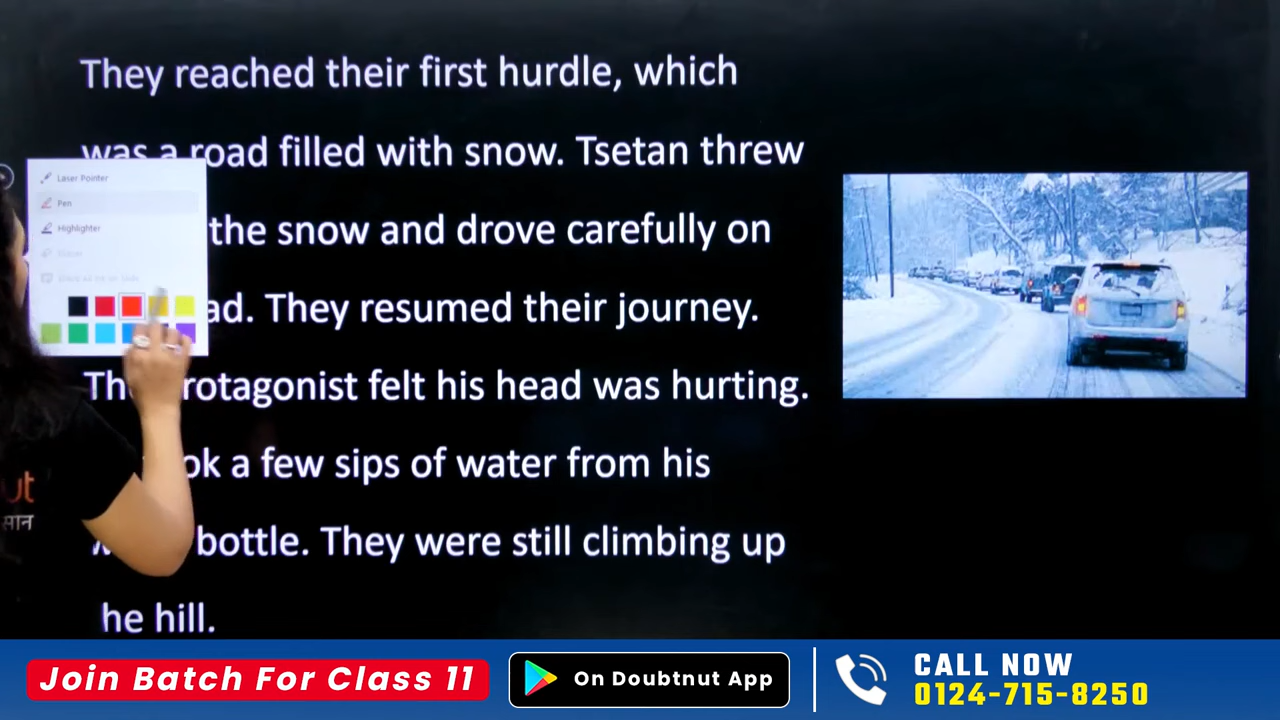 They reached their first hurdle, which
was a road filled with snow. Tsetan threw
the snow and drove carefully on
They resumed their journey.
felt his head was hurting.
a few sips of water from his
bottle. They were still climbing up
he hill.
Laser Pointer
Pen
Highlighter
सान
Join Batch For Class 11
On Doubtnut App
CALL NOW
0124-715-8250